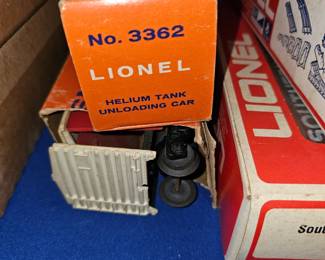 No. 3362
LIONEL
HELIUM TANK
UNLOADING CAR
LIONEL
Sout